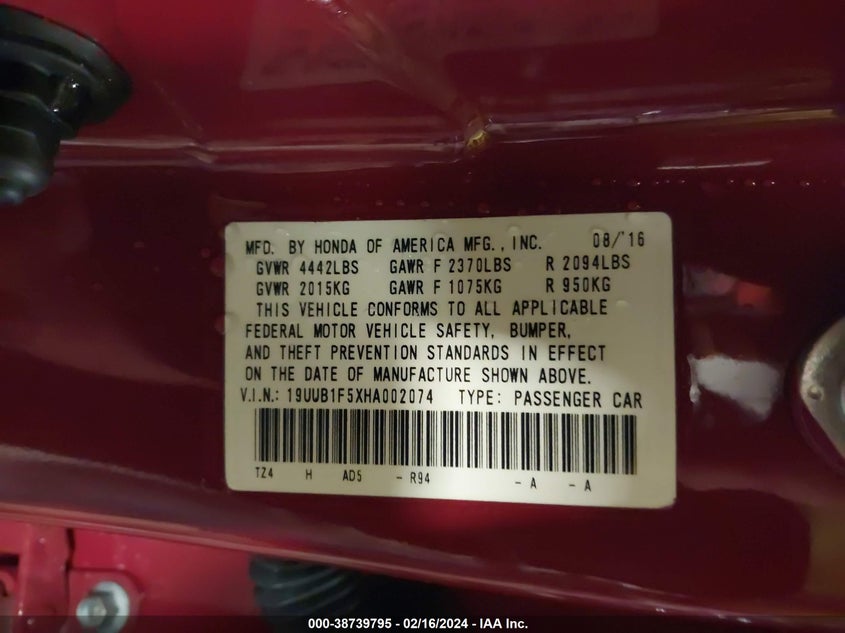 MFD. BY HONDA OF AMERICA MFG., INC. 08/'16
GVWR 4442LBS GAWR F 2370LBS R 2094LBS
GVWR 2015KG GAWR F 1075KG R 950KG
THIS VEHICLE CONFORMS TO ALL APPLICABLE
FEDERAL MOTOR VEHICLE SAFETY, BUMPER,
AND THEFT PREVENTION STANDARDS IN EFFECT
ON THE DATE OF MANUFACTURE SHOWN ABOVE.
V.I.N.: 19UUB1F5XHA002074 TYPE: PASSENGER CAR
TZ4 H AD5 - R94 - A - A
000-38739795 - 02/16/2024 - IAA Inc.